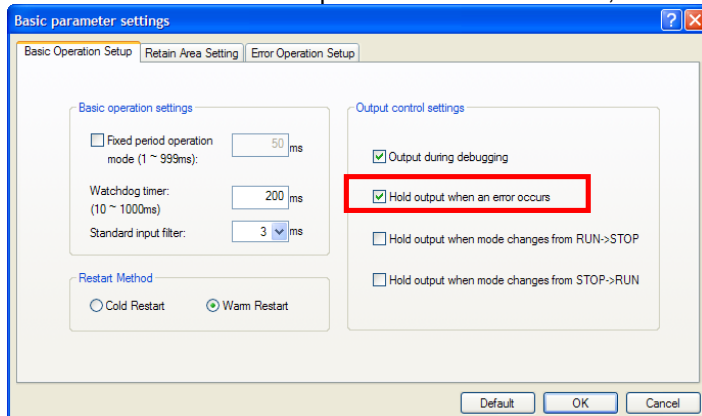 Basic parameter settings
Basic Operation Setup Retain Area Setting Error Operation Setup
Basic operation settings
Fixed period operation
mode (1 ~ 999ms):
50 ms
Watchdog timer:
(10 ~ 1000ms)
200 ms
Standard input filter:
3 ms
Restart Method
Cold Restart Warm Restart
Output control settings
Output during debugging
Hold output when an error occurs
Hold output when mode changes from RUN->STOP
Hold output when mode changes from STOP->RUN
Default OK Cancel